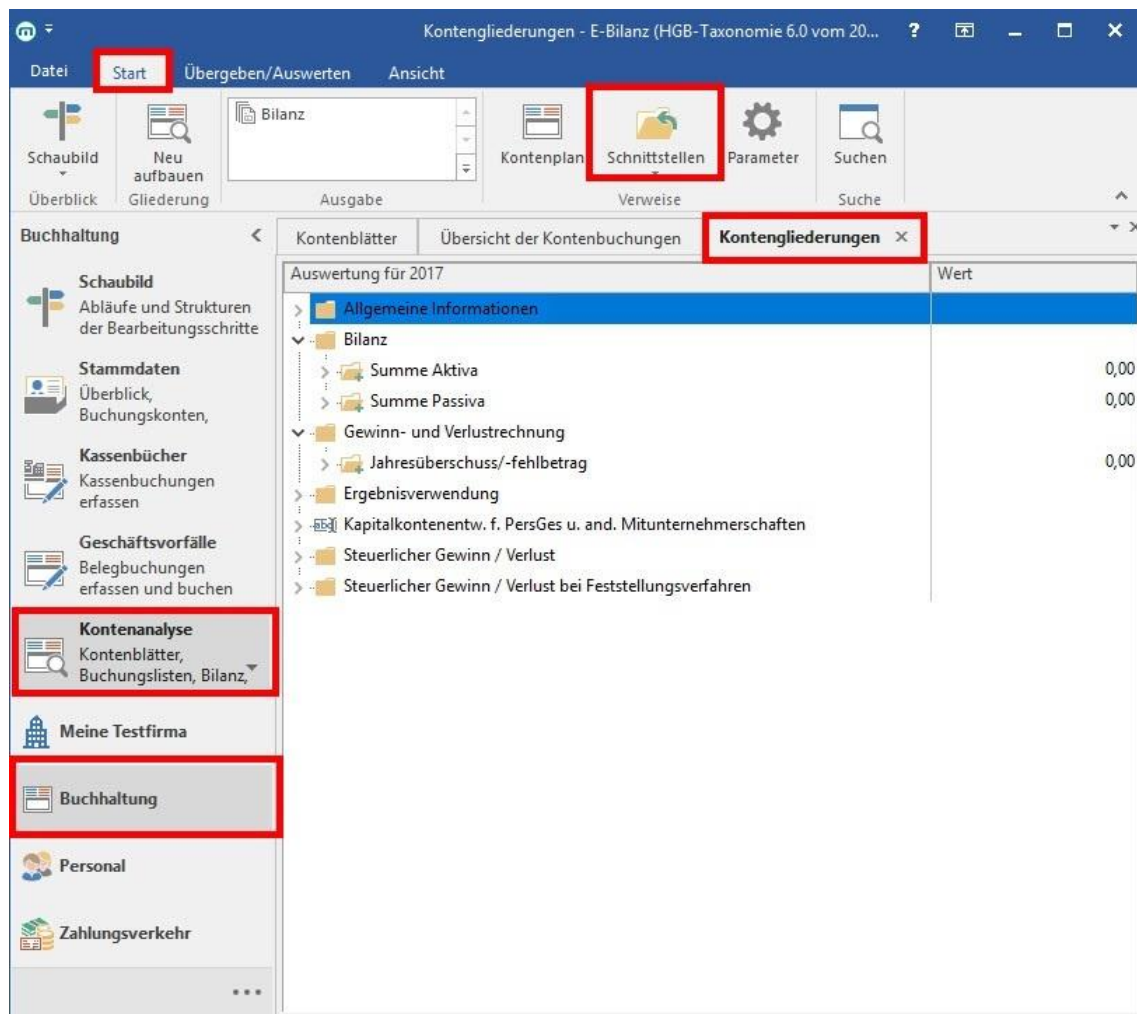 Kontengliederungen - E-Bilanz (HGB-Taxonomie 6.0 vom 20... ?
Datei Start Übergeben/Auswerten Ansicht
Schaubild
Neu
aufbauen
Bilanz
Kontenplan
Schnittstellen
Parameter
Suchen
Überblick Gliederung Ausgabe Verweise Suche
Buchhaltung
Kontenblätter Übersicht der Kontenbuchungen Kontengliederungen
Schaubild
Abläufe und Strukturen
der Bearbeitungsschritte
Stammdaten
Überblick,
Buchungskonten,
Kassenbücher
Kassenbuchungen
erfassen
Geschäftsvorfälle
Belegbuchungen
erfassen und buchen
Kontenanalyse
Kontenblätter,
Buchungslisten, Bilanz,
Meine Testfirma
Buchhaltung
Personal
Zahlungsverkehr
...
Auswertung für 2017 Wert
Allgemeine Informationen
Bilanz
Summe Aktiva 0,00
Summe Passiva 0,00
Gewinn- und Verlustrechnung
Jahresüberschuss/-fehlbetrag 0,00
Ergebnisverwendung
Kapitalkontenentw. f. PersGes u. and. Mitunternehmerschaften
Steuerlicher Gewinn / Verlust
Steuerlicher Gewinn / Verlust bei Feststellungsverfahren